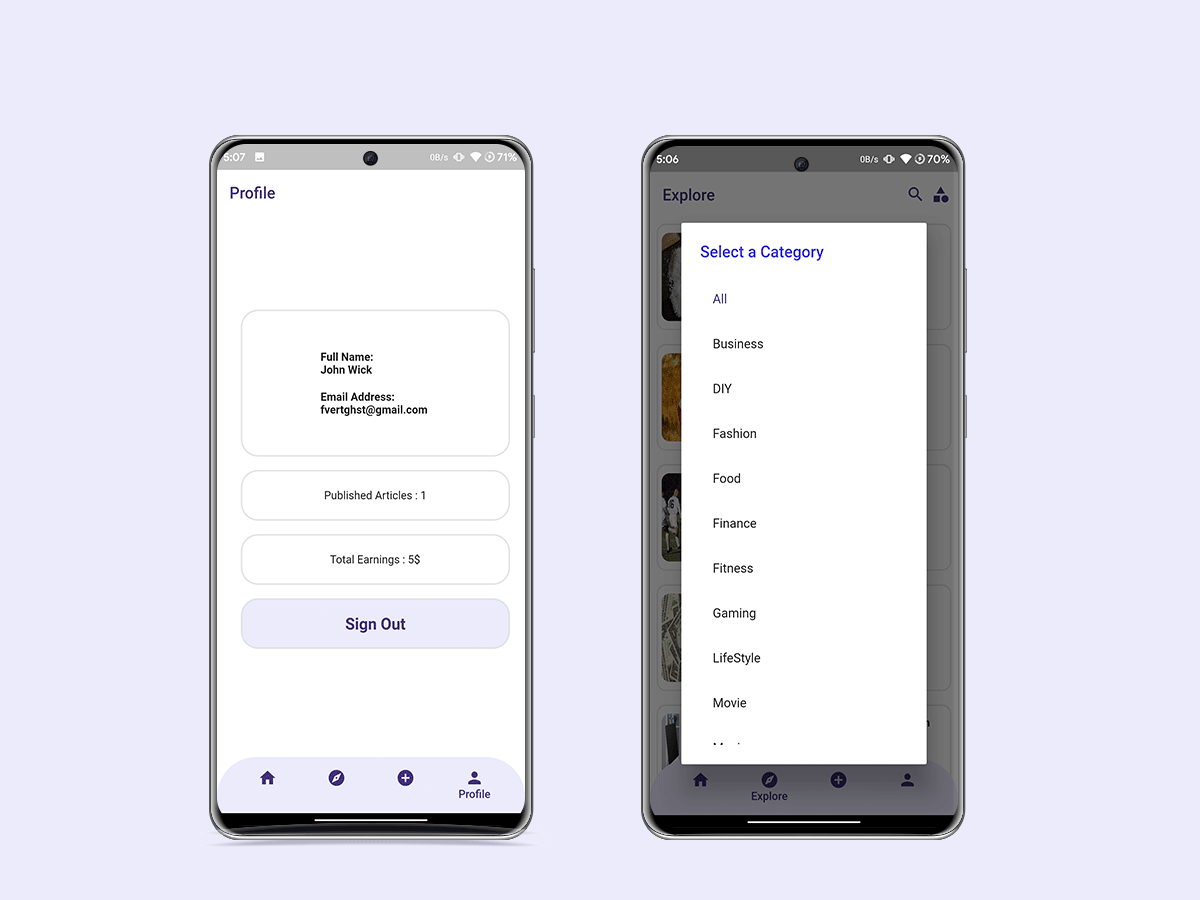 5:07
0B/s 71%
Profile
Full Name:
John Wick
Email Address:
fvertghst@gmail.com
Published Articles : 1
Total Earnings : 5$
Sign Out
Profile
5:06
0B/s 70%
Explore
Select a Category
All
Business
DIY
Fashion
Food
Finance
Fitness
Gaming
LifeStyle
Movie
Explore